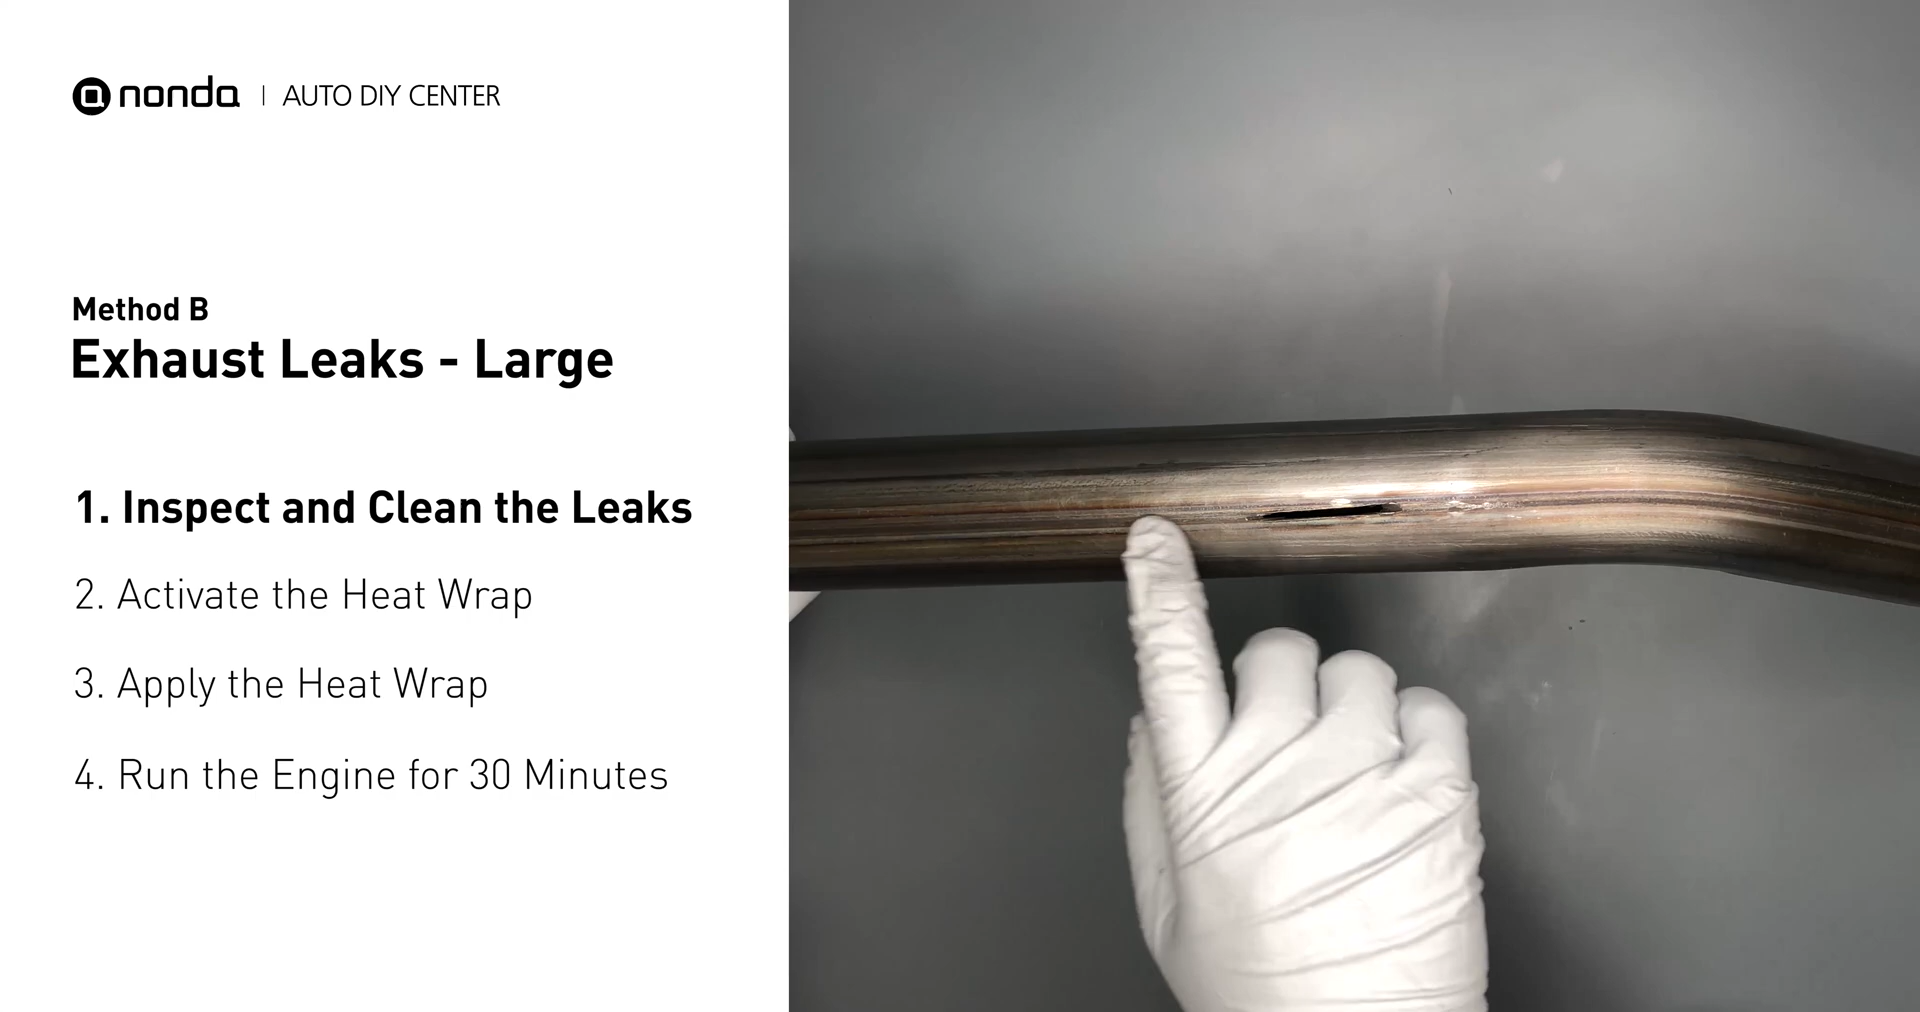 nonda | AUTO DIY CENTER
Method B
Exhaust Leaks - Large
1. Inspect and Clean the Leaks
2. Activate the Heat Wrap
3. Apply the Heat Wrap
4. Run the Engine for 30 Minutes